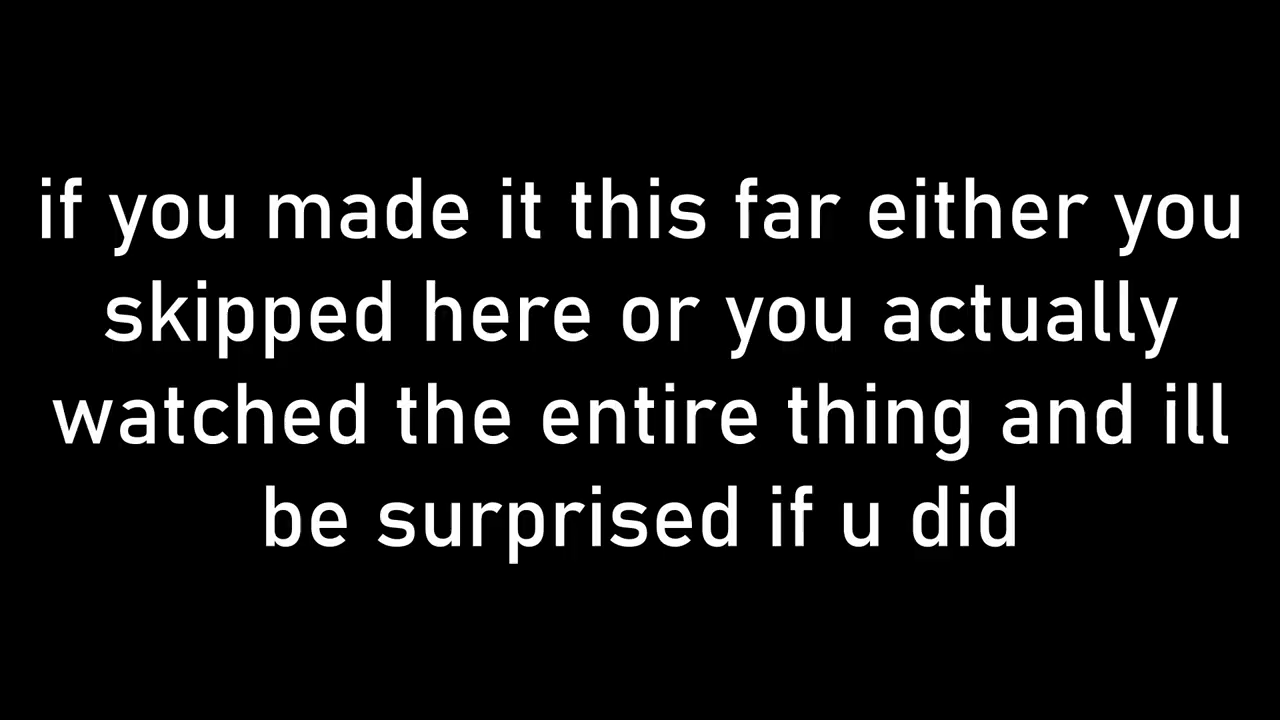 if you made it this far either you
skipped here or you actually
watched the entire thing and ill
be surprised if u did